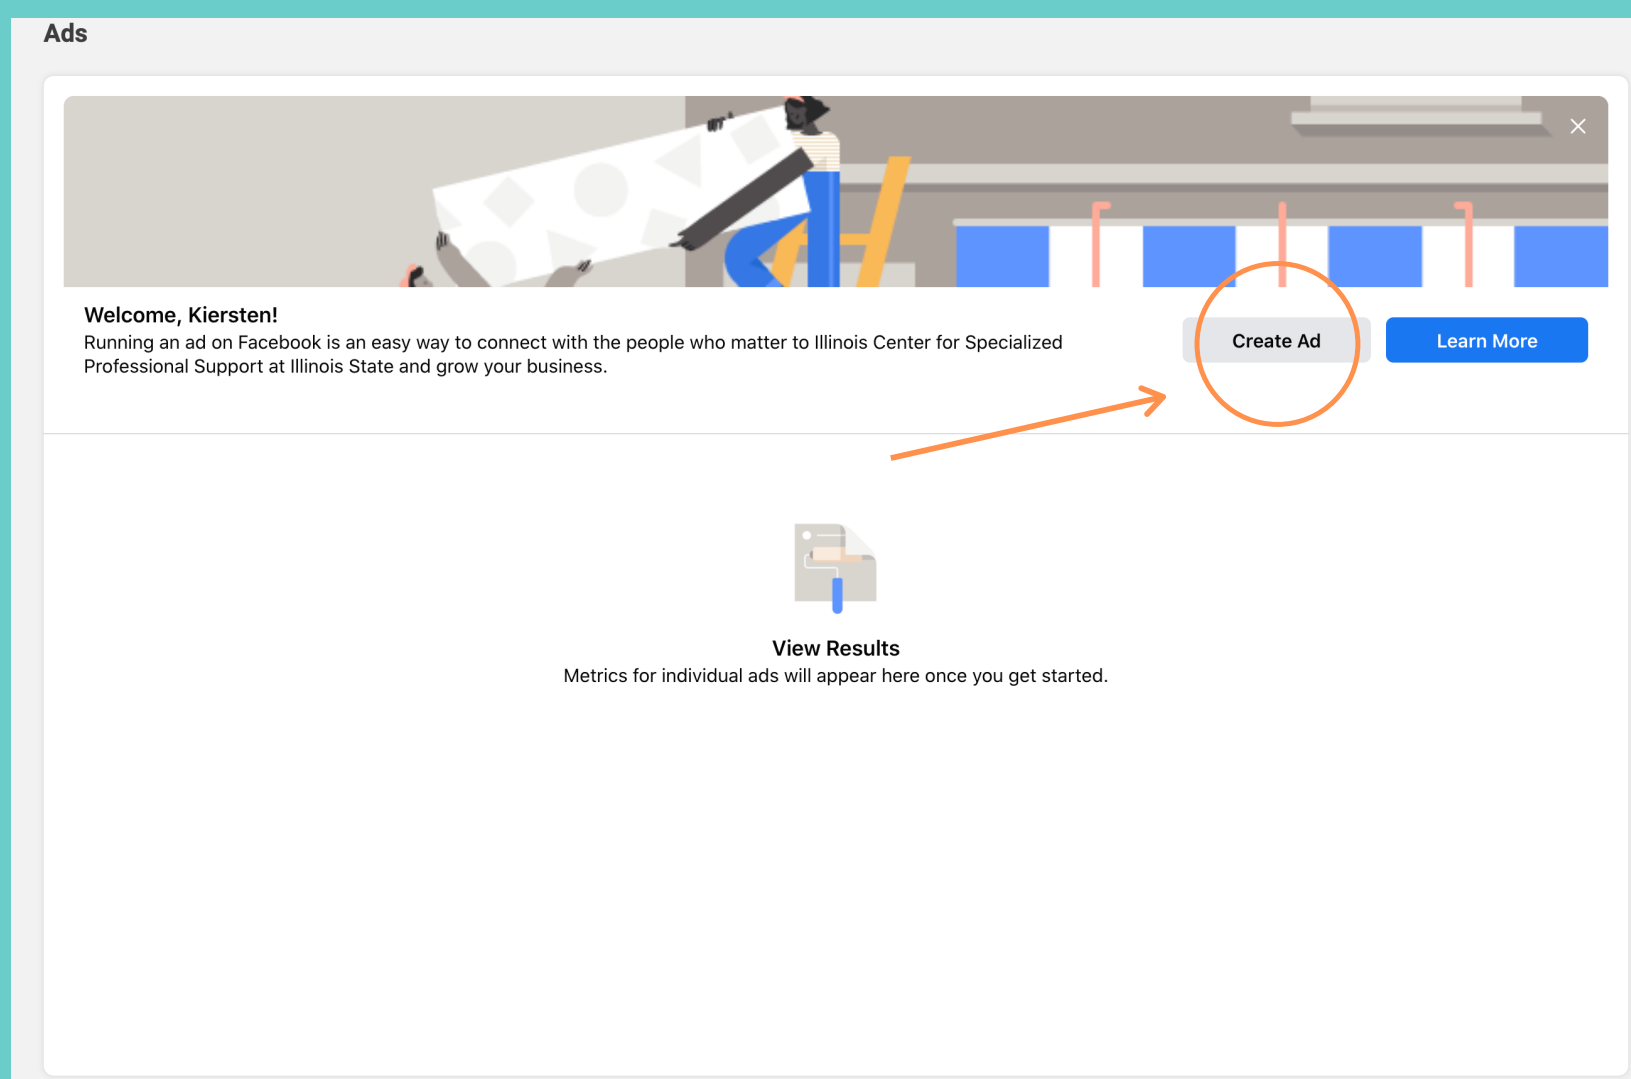 Ads
Welcome, Kiersten!
Running an ad on Facebook is an easy way to connect with the people who matter to Illinois Center for Specialized
Professional Support at Illinois State and grow your business.
Create Ad
Learn More
View Results
Metrics for individual ads will appear here once you get started.